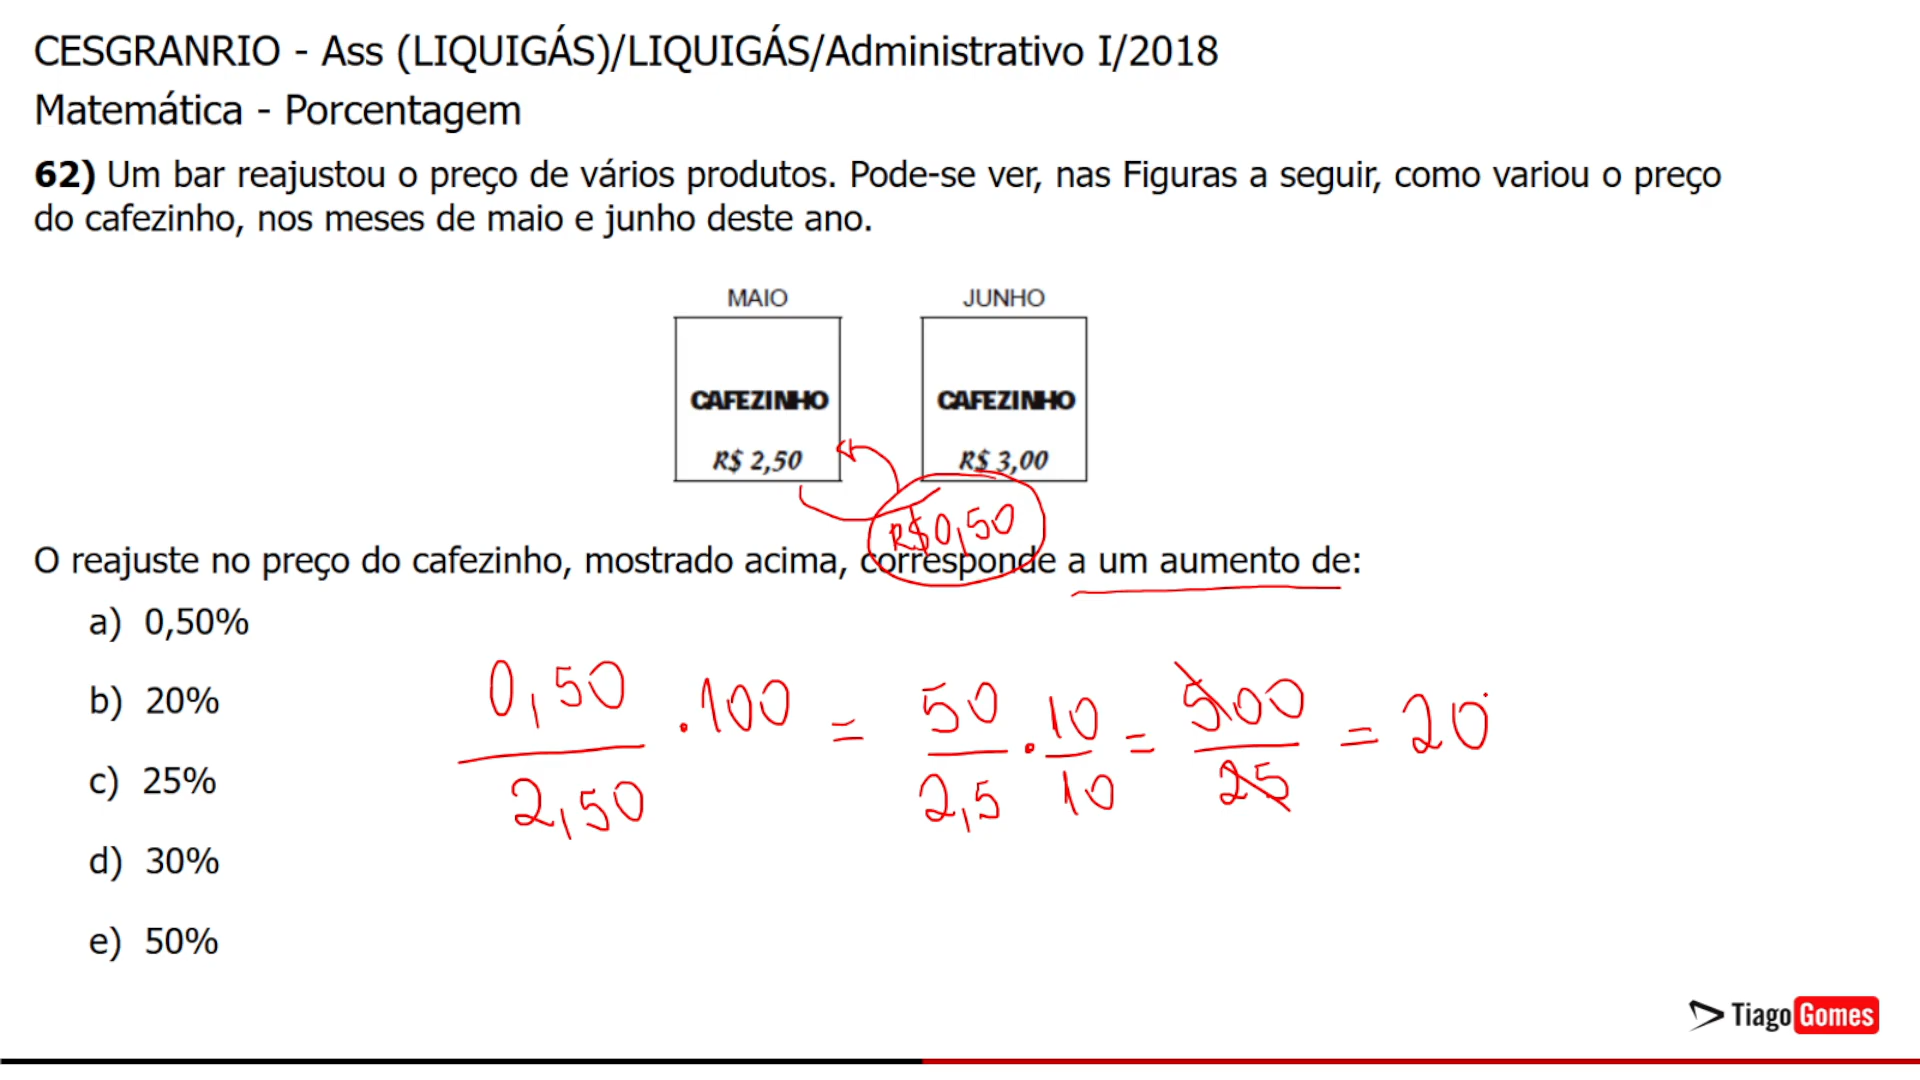 CESGRANRIO - Ass (LIQUIGÁS)/LIQUIGÁS/Administrativo I/2018
Matemática - Porcentagem
62) Um bar reajustou o preço de vários produtos. Pode-se ver, nas Figuras a seguir, como variou o preço
do cafezinho, nos meses de maio e junho deste ano.
MAIO JUNHO
CAFEZINHO CAFEZINHO
R$ 2,50 R$ 3,00
R$0,50
O reajuste no preço do cafezinho, mostrado acima, corresponde a um aumento de:
a) 0,50%
b) 20%
c) 25%
d) 30%
e) 50%
0,50 .100 = 50 . 10 = 500 = 20
2,50 2,5 10 25
Tiago Gomes